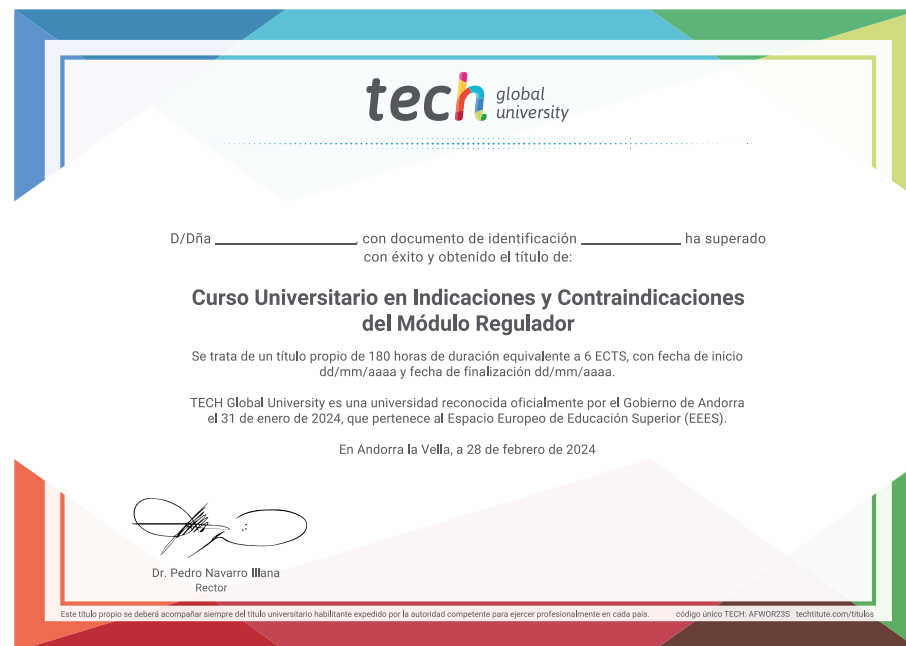 tech global university
D/Dña ____________________, con documento de identificación ______________ ha superado
con éxito y obtenido el título de:
Curso Universitario en Indicaciones y Contraindicaciones
del Módulo Regulador
Se trata de un título propio de 180 horas de duración equivalente a 6 ECTS, con fecha de inicio
dd/mm/aaaa y fecha de finalización dd/mm/aaaa.
TECH Global University es una universidad reconocida oficialmente por el Gobierno de Andorra
el 31 de enero de 2024, que pertenece al Espacio Europeo de Educación Superior (EEES).
En Andorra la Vella, a 28 de febrero de 2024
Dr. Pedro Navarro Illana
Rector
Este título propio se deberá acompañar siempre del título universitario habilitante expedido por la autoridad competente para ejercer profesionalmente en cada país. código único TECH: AFWOR23S techtitute.com/títulos